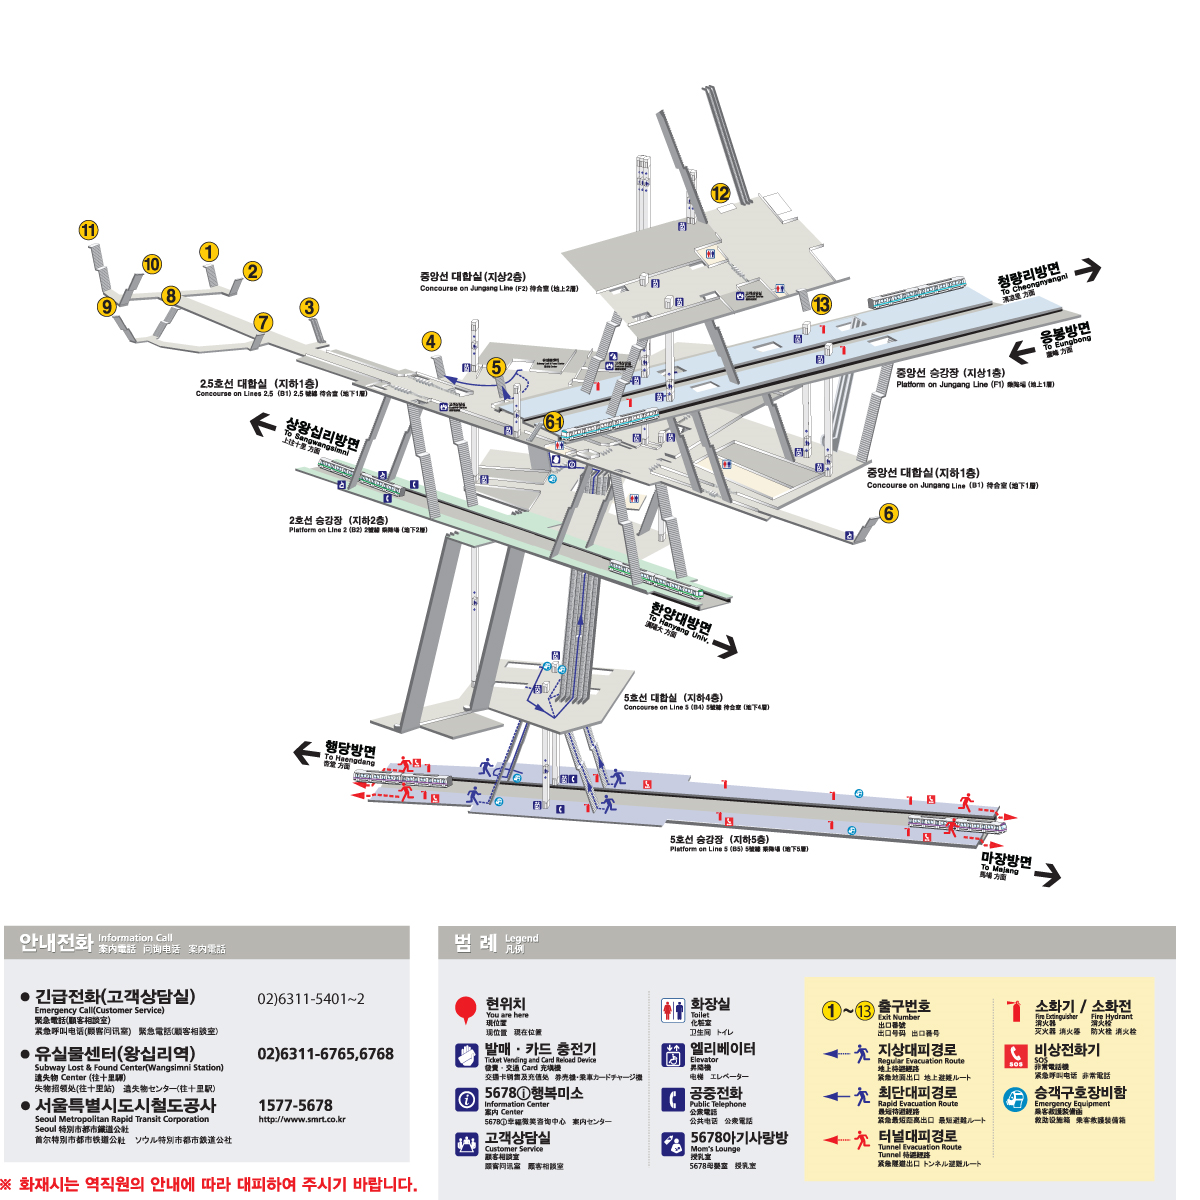 12
11
1
10
2
중앙선 대합실 (지상2층)
Concourse on Jungang Line (F2) 待合室 (地上2層)
청량리방면
To Cheongnyangni
淸凉里 方面
8
9
3
13
7
응봉방면
To Eungbong
鷹峰 方面
4
5
중앙선 승강장 (지상1층)
Platform on Jungang Line (F1) 乘降場 (地上1層)
2.5호선 대합실 (지하1층)
Concourse on Lines 2,5 (B1) 2,5 號線 待合室 (地下1層)
6-1
상왕십리방면
To Sangwangsimni
上往十里 方面
중앙선 대합실 (지하1층)
Concourse on Jungang Line (B1) 待合室 (地下1層)
6
2호선 승강장 (지하2층)
Platform on Line 2 (B2) 2號線 乘降場 (地下2層)
한양대방면
To Hanyang Univ.
漢陽大 方面
5호선 대합실 (지하4층)
Concourse on Line 5 (B4) 5號線 待合室 (地下4層)
행당방면
To Haengdang
杏堂 方面
5호선 승강장 (지하5층)
Platform on Line 5 (B5) 5號線 乘降場 (地下5層)
마장방면
To Majang
馬場 方面
안내전화 Information Call
案内電話 问询电话 案内電話
● 긴급전화(고객상담실) 02)6311-5401~2
Emergency Call(Customer Service)
緊急電話(顧客相談室)
紧急呼叫电话(顾客问讯室) 緊急電話(顧客相談室)
● 유실물센터(왕십리역) 02)6311-6765,6768
Subway Lost & Found Center(Wangsimni Station)
遺失物 Center (往十里驛)
失物招领处(往十里站) 遺失物センター(往十里駅)
● 서울특별시도시철도공사 1577-5678
Seoul Metropolitan Rapid Transit Corporation http://www.smrt.co.kr
Seoul 特別市都市鐵道公社
首尔特別市都市铁道公社 ソウル特別市都市鉄道公社
※ 화재시는 역직원의 안내에 따라 대피하여 주시기 바랍니다.
범 례 Legend
凡例
현위치
You are here
現位置
现位置 現在位置
발매 · 카드 충전기
Ticket Vending and Card Reload Device
發賣 · 交通 Card 充塡機
交通卡销售及充值处 券売機・乗車カードチャージ機
5678ⓘ행복미소
Information Center
案內 Center
5678ⓘ幸福微笑咨询中心 案内センター
고객상담실
Customer Service
顧客相談室
顾客问讯室 顧客相談室
화장실
Toilet
化粧室
卫生间 トイレ
엘리베이터
Elevator
昇降機
电梯 エレベーター
공중전화
Public Telephone
公衆電話
公共电话 公衆電話
5678아기사랑방
Mom's Lounge
授乳室
5678母婴室 授乳室
1~13 출구번호
Exit Number
出口番號
出口号码 出口番号
지상대피경로
Regular Evacuation Route
地上待避經路
紧急地面出口 地上避難ルート
최단대피경로
Rapid Evacuation Route
最短待避經路
紧急最短距离出口 最短避難ルート
터널대피경로
Tunnel Evacuation Route
Tunnel 待避經路
紧急隧道出口 トンネル避難ルート
소화기 / 소화전
Fire Extinguisher Fire Hydrant
消火器 消火栓
灭火器 消火器 防火栓 消火栓
SOS
비상전화기
SOS
非常電話機
紧急呼叫电话 非常電話
승객구호장비함
Emergency Equipment
乘客救護裝備函
救助设施箱 乗客救護装備箱